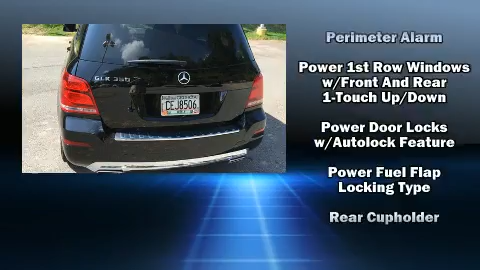 Perimeter Alarm
Power 1st Row Windows
w/Front And Rear
1-Touch Up/Down
Power Door Locks
w/Autolock Feature
Power Fuel Flap
Locking Type
Rear Cupholder
GLK 350
CEJ8506